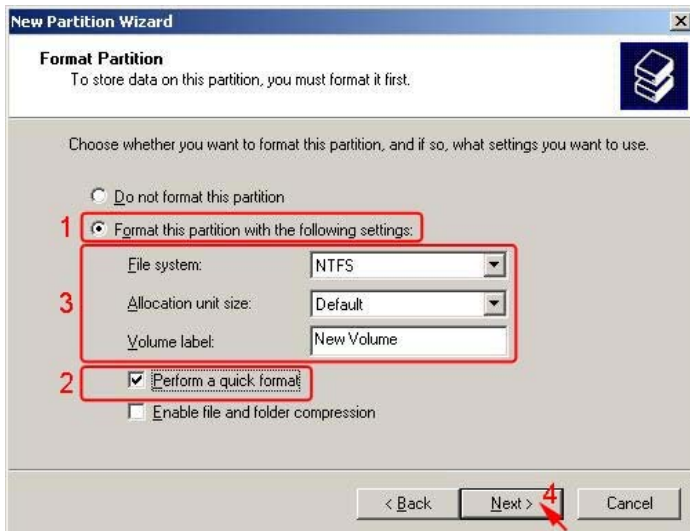 New Partition Wizard
Format Partition
To store data on this partition, you must format it first.
Choose whether you want to format this partition, and if so, what settings you want to use.
Do not format this partition
1 Format this partition with the following settings:
File system: NTFS
3 Allocation unit size: Default
Volume label: New Volume
2 Perform a quick format
Enable file and folder compression
< Back Next > 4 Cancel